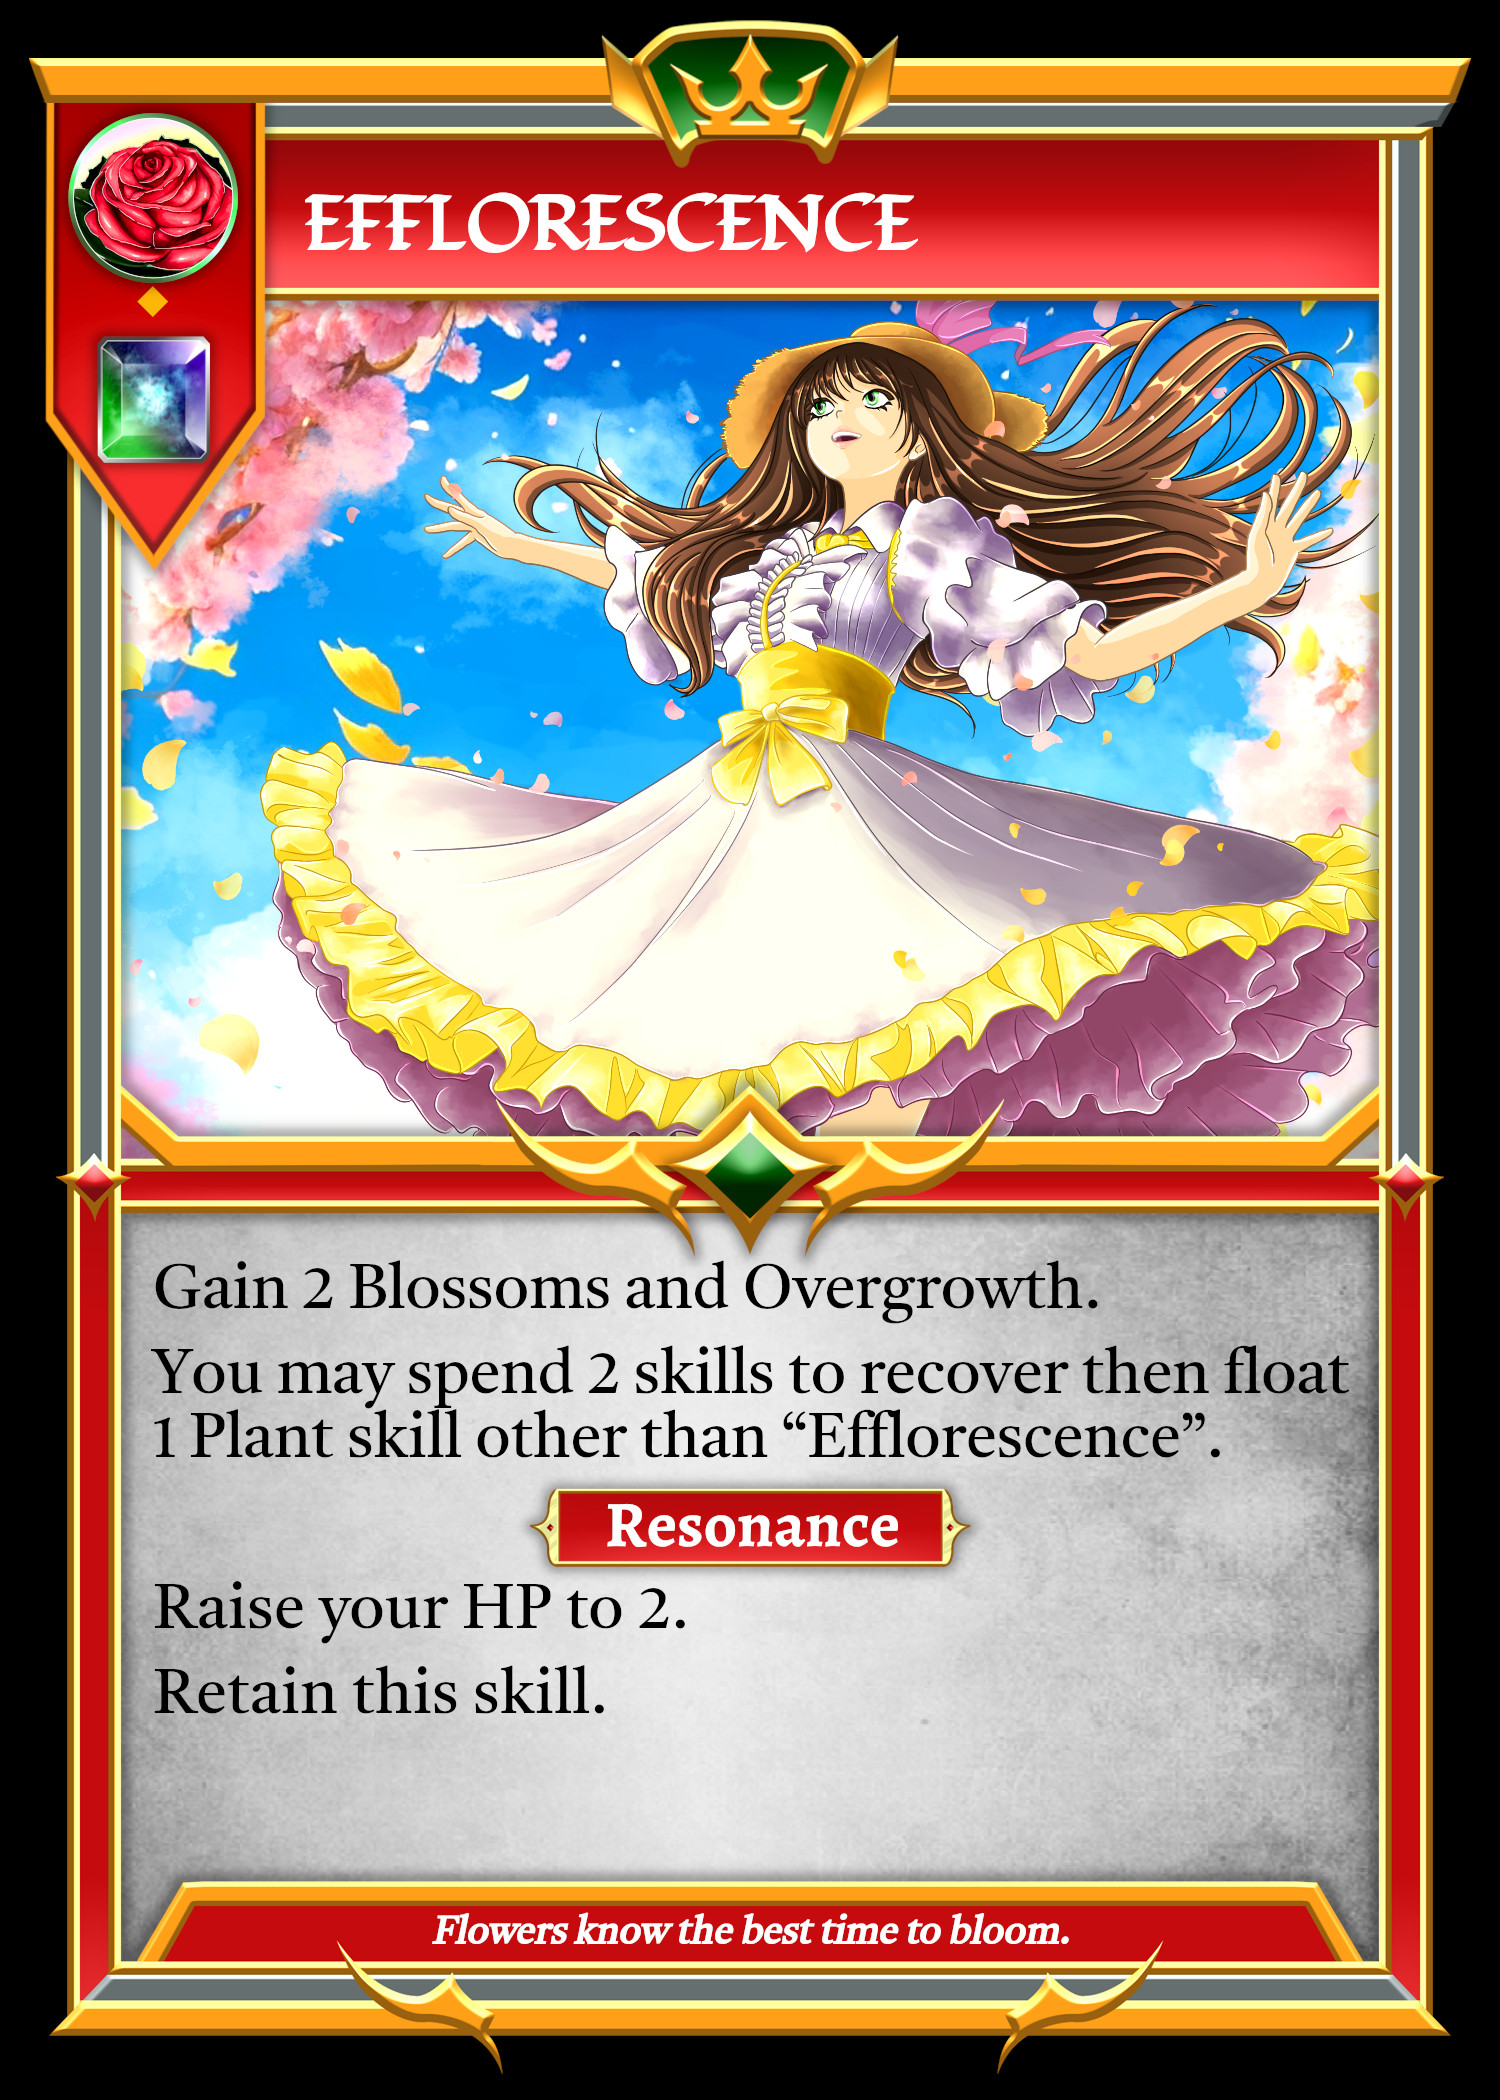 EFFLORESCENCE
Gain 2 Blossoms and Overgrowth.
You may spend 2 skills to recover then float
1 Plant skill other than “Efflorescence”.
Resonance
Raise your HP to 2.
Retain this skill.
Flowers know the best time to bloom.